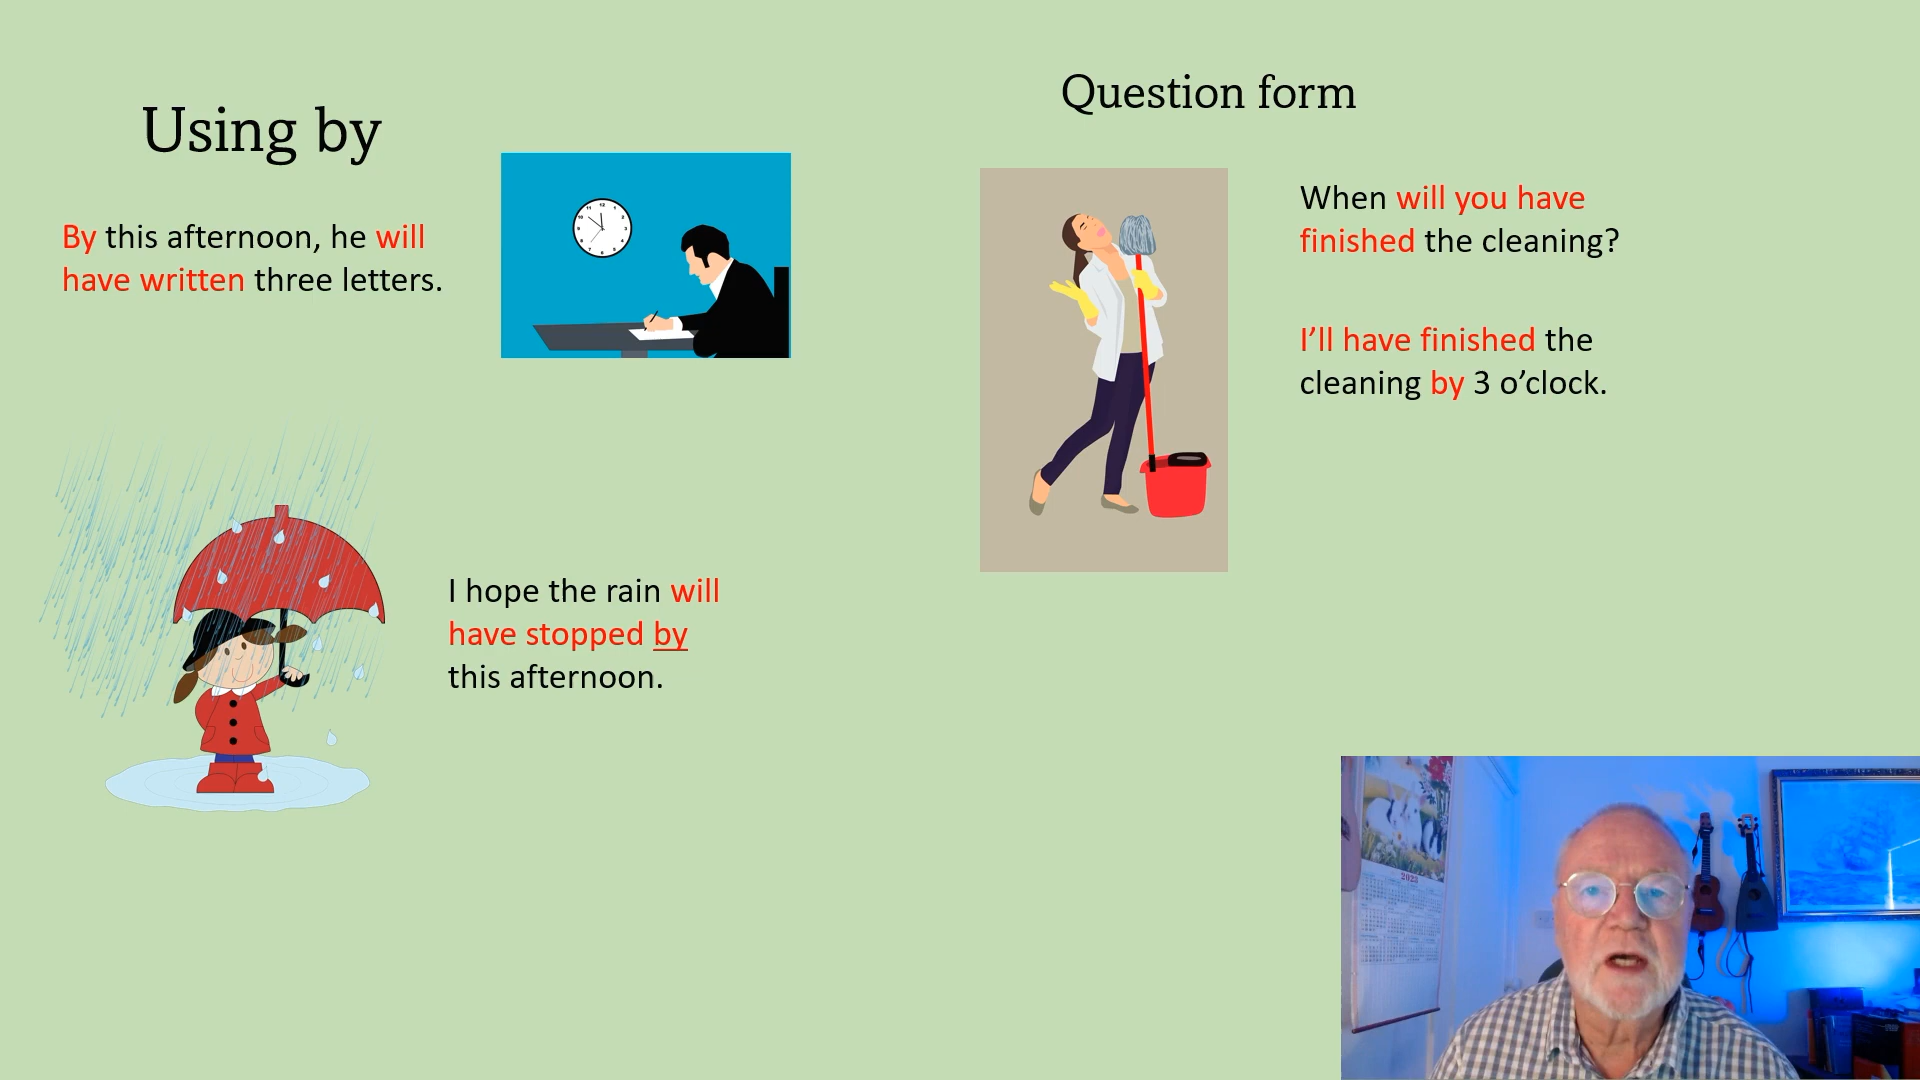 Using by
By this afternoon, he will
have written three letters.
I hope the rain will
have stopped by
this afternoon.
Question form
When will you have
finished the cleaning?
I’ll have finished the
cleaning by 3 o’clock.
2023